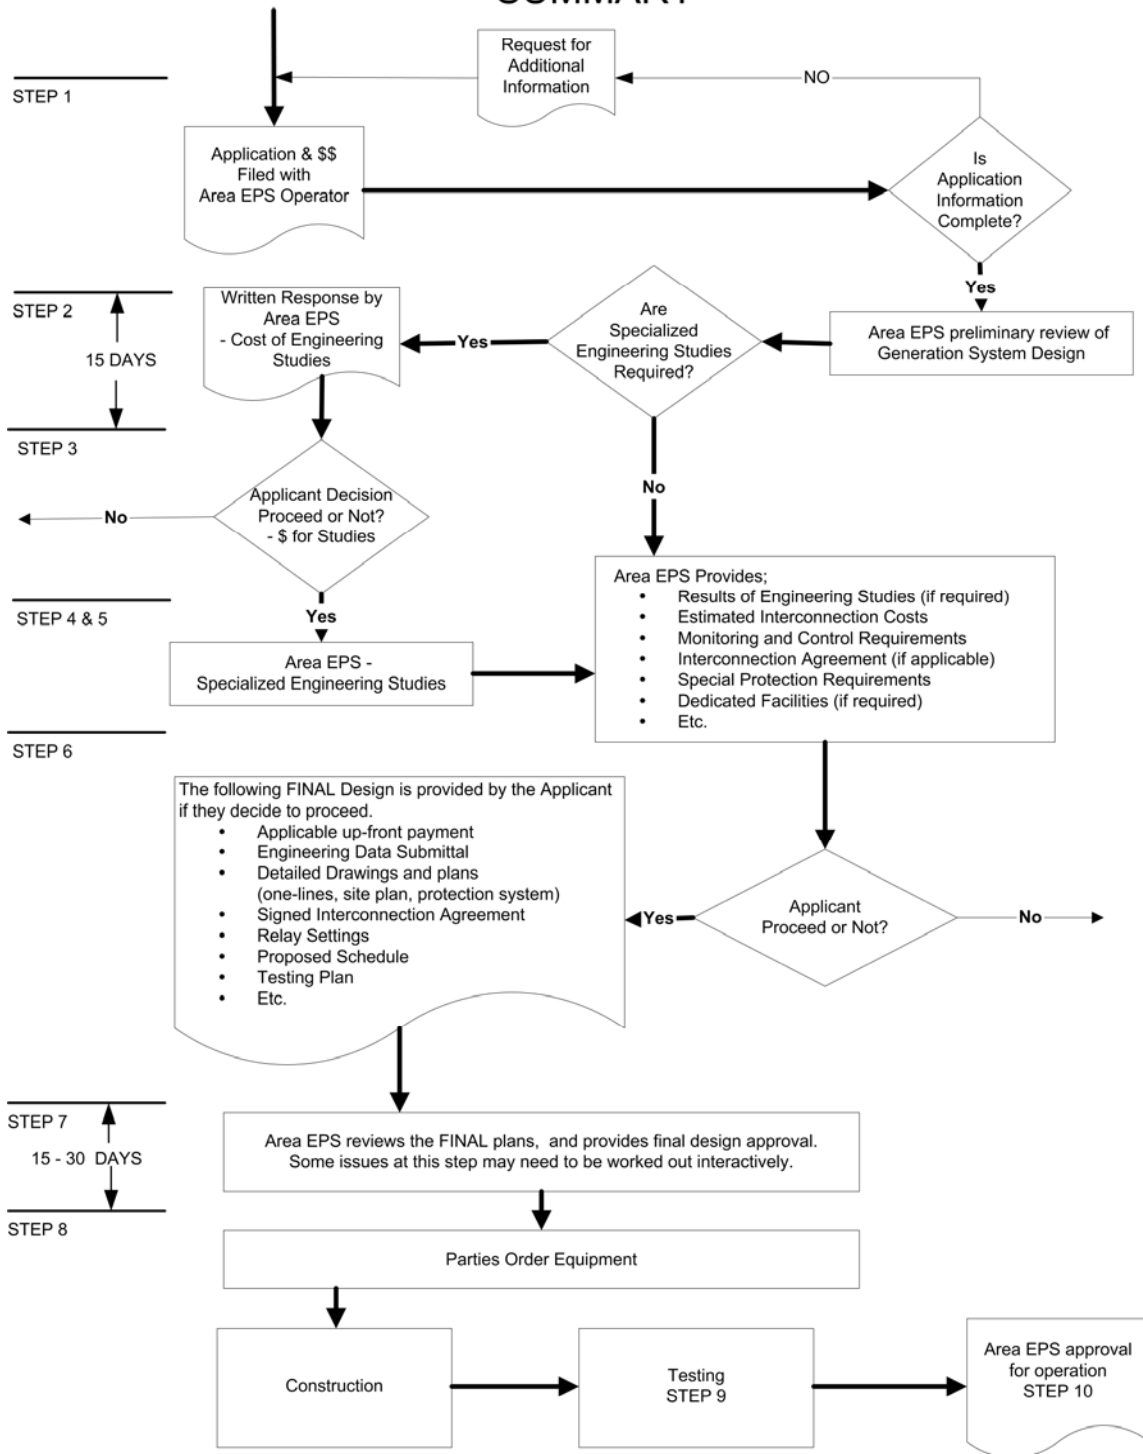 SUMMARY
Request for
Additional
Information
NO
STEP 1
Application & $$
Filed with
Area EPS Operator
Is
Application
Information
Complete?
Yes
STEP 2
15 DAYS
Written Response by
Area EPS
- Cost of Engineering
Studies
Yes
Are
Specialized
Engineering Studies
Required?
Area EPS preliminary review of
Generation System Design
STEP 3
No
Applicant Decision
Proceed or Not?
- $ for Studies
No
Yes
STEP 4 & 5
Area EPS -
Specialized Engineering Studies
Area EPS Provides;
• Results of Engineering Studies (if required)
• Estimated Interconnection Costs
• Monitoring and Control Requirements
• Interconnection Agreement (if applicable)
• Special Protection Requirements
• Dedicated Facilities (if required)
• Etc.
STEP 6
The following FINAL Design is provided by the Applicant
if they decide to proceed.
• Applicable up-front payment
• Engineering Data Submittal
• Detailed Drawings and plans
(one-lines, site plan, protection system)
• Signed Interconnection Agreement
• Relay Settings
• Proposed Schedule
• Testing Plan
• Etc.
Yes
Applicant
Proceed or Not?
No
STEP 7
15 - 30 DAYS
Area EPS reviews the FINAL plans, and provides final design approval.
Some issues at this step may need to be worked out interactively.
STEP 8
Parties Order Equipment
Construction
Testing
STEP 9
Area EPS approval
for operation
STEP 10